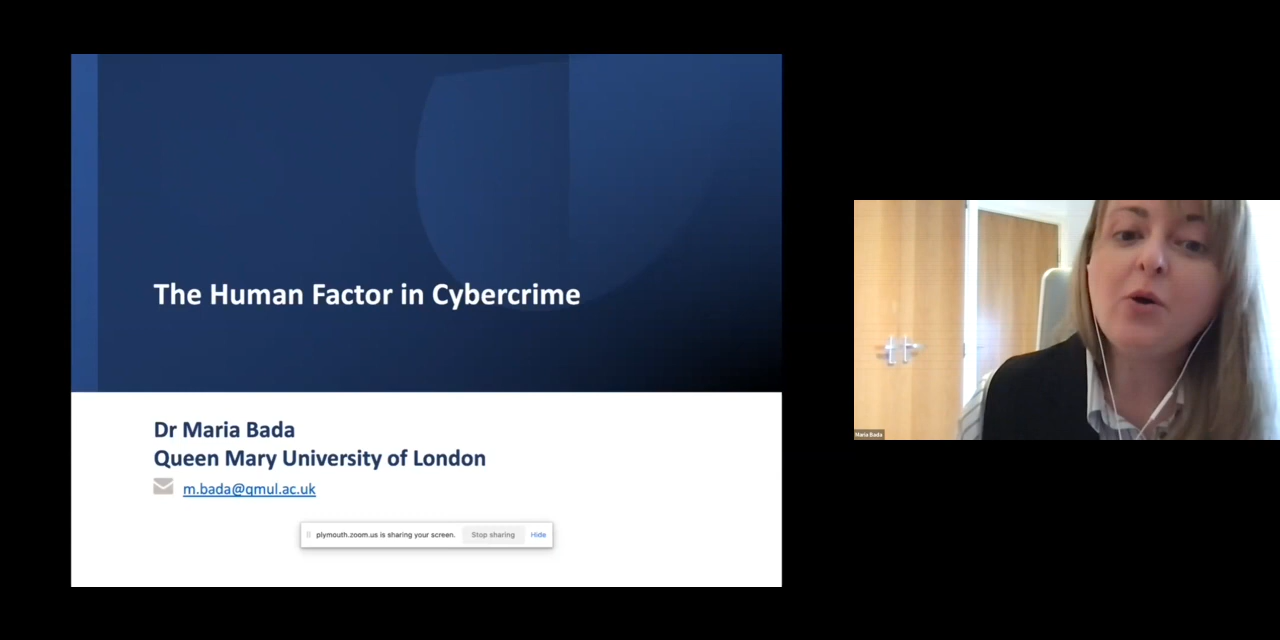 The Human Factor in Cybercrime
Dr Maria Bada
Queen Mary University of London
m.bada@qmul.ac.uk
plymouth.zoom.us is sharing your screen. Stop sharing Hide
Maria Bada